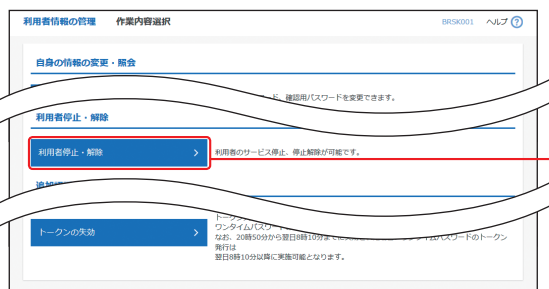 利用者情報の管理 作業内容選択 BRSK001 ヘルプ ?
自身の情報の変更・照会
ード、確認用パスワードを変更できます。
利用者停止・解除
利用者停止・解除 利用者のサービス停止、停止解除が可能です。
トークンの失効
ワンタイムパスワ
なお、20時50分から翌日8時10分
パスワードのトークン
発行は
翌日8時10分以降に実施可能となります。